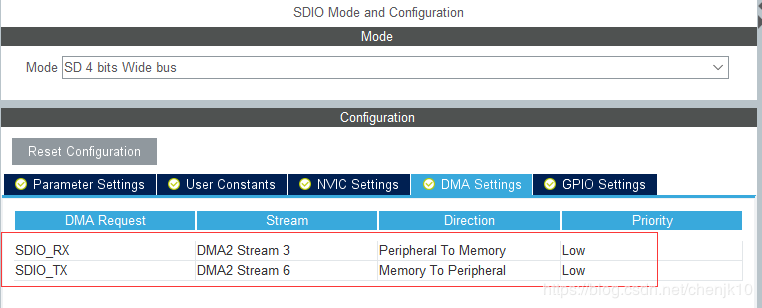 SDIO Mode and Configuration
Mode
Mode SD 4 bits Wide bus
Configuration
Reset Configuration
Parameter Settings User Constants NVIC Settings DMA Settings GPIO Settings
DMA Request Stream Direction Priority
SDIO_RX DMA2 Stream 3 Peripheral To Memory Low
SDIO_TX DMA2 Stream 6 Memory To Peripheral Low
https://blog.csdn.net/chenjk10